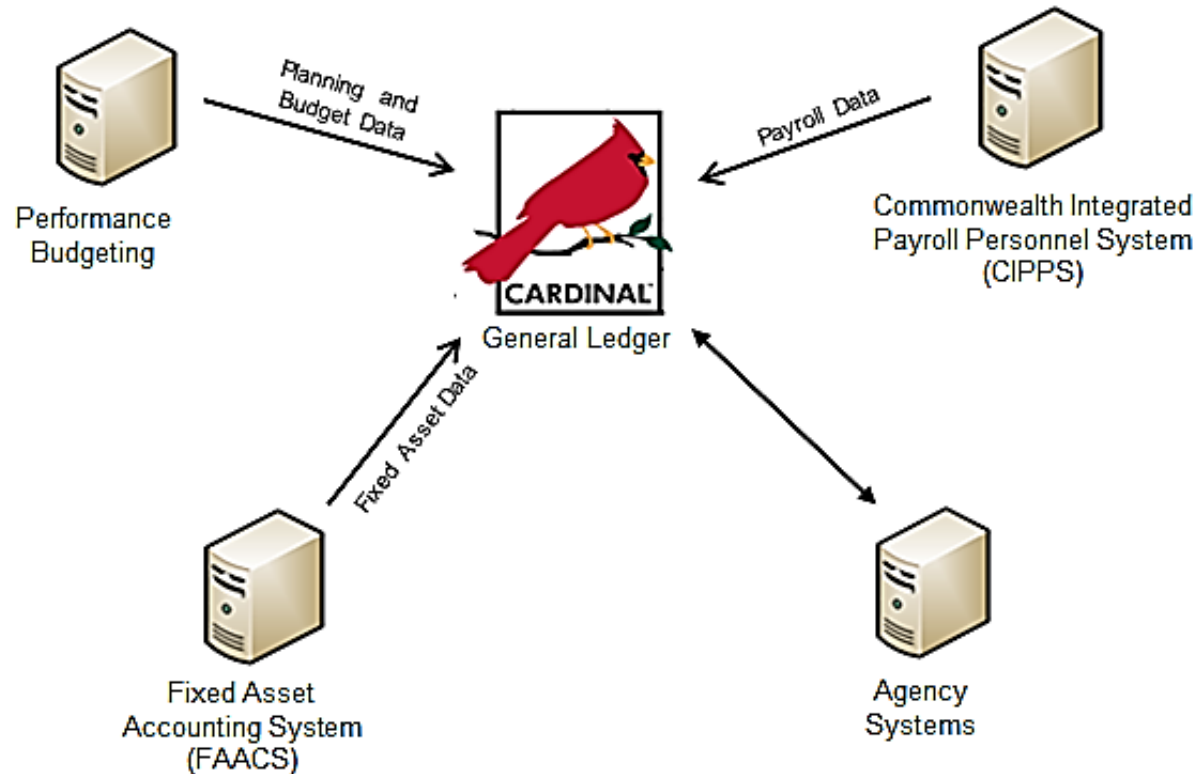 Planning and
Budget Data
Payroll Data
Performance
Budgeting
CARDINAL™
General Ledger
Commonwealth Integrated
Payroll Personnel System
(CIPPS)
Fixed Asset Data
Fixed Asset
Accounting System
(FAACS)
Agency
Systems